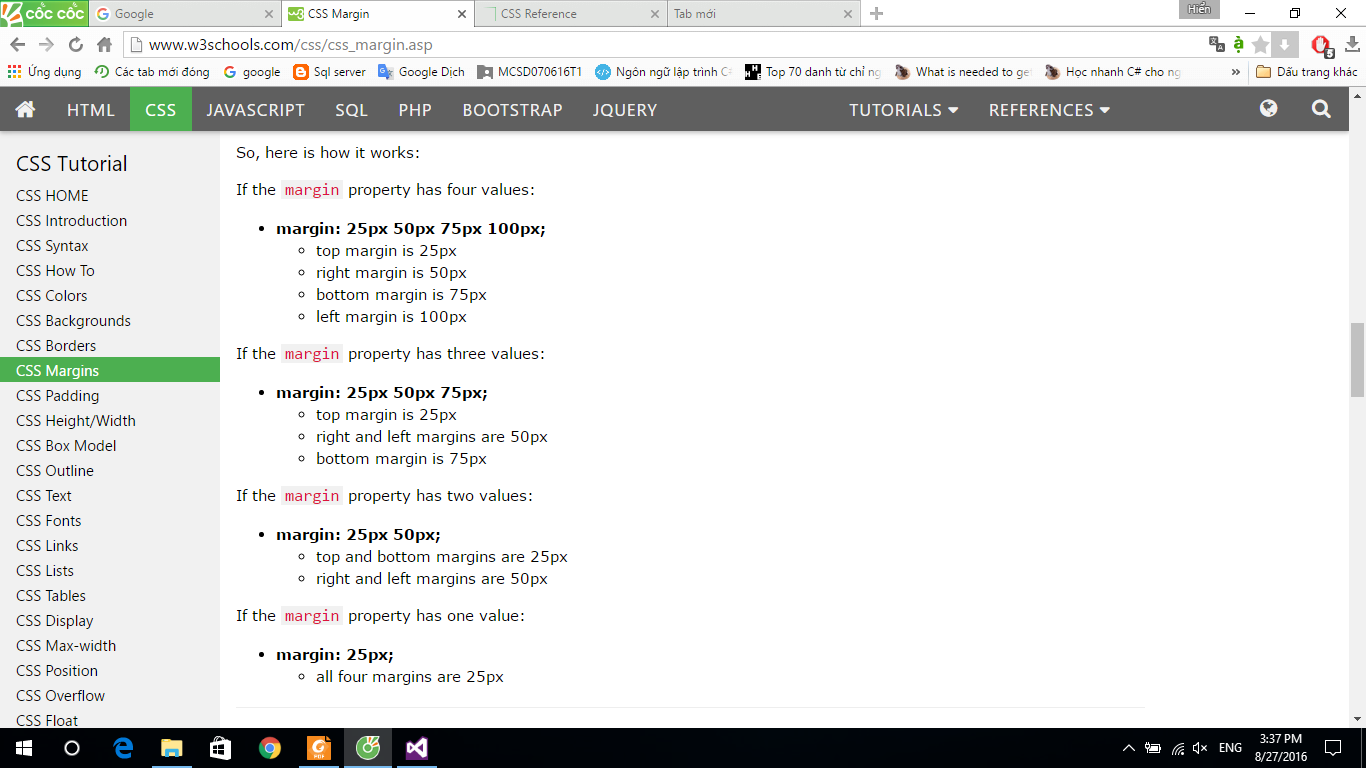 CỐC CỐC
Google
CSS Margin
CSS Reference
Tab mới
Hiển
www.w3schools.com/css/css_margin.asp
Ứng dụng
Các tab mới đóng
google
Sql server
Google Dịch
MCSD070616T1
Ngôn ngữ lập trình C
Top 70 danh từ chỉ ng
What is needed to ge
Học nhanh C# cho ng
»
Dấu trang khác
HTML
CSS
JAVASCRIPT
SQL
PHP
BOOTSTRAP
JQUERY
TUTORIALS
REFERENCES
CSS Tutorial
CSS HOME
CSS Introduction
CSS Syntax
CSS How To
CSS Colors
CSS Backgrounds
CSS Borders
CSS Margins
CSS Padding
CSS Height/Width
CSS Box Model
CSS Outline
CSS Text
CSS Fonts
CSS Links
CSS Lists
CSS Tables
CSS Display
CSS Max-width
CSS Position
CSS Overflow
CSS Float
So, here is how it works:
If the margin property has four values:
• margin: 25px 50px 75px 100px;
◦ top margin is 25px
◦ right margin is 50px
◦ bottom margin is 75px
◦ left margin is 100px
If the margin property has three values:
• margin: 25px 50px 75px;
◦ top margin is 25px
◦ right and left margins are 50px
◦ bottom margin is 75px
If the margin property has two values:
• margin: 25px 50px;
◦ top and bottom margins are 25px
◦ right and left margins are 50px
If the margin property has one value:
• margin: 25px;
◦ all four margins are 25px
ENG
3:37 PM
8/27/2016